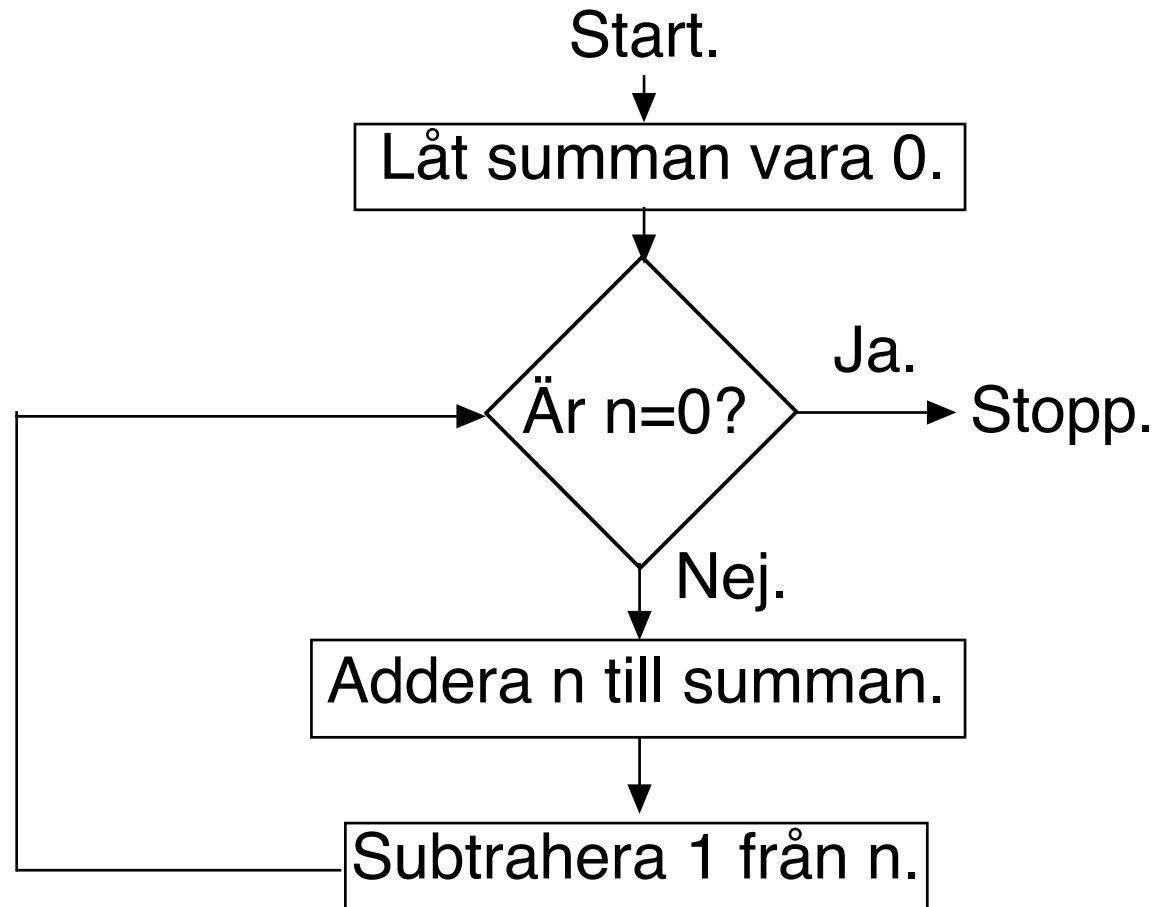 Start.
Låt summan vara 0.
Ja.
Är n=0?
Stopp.
Nej.
Addera n till summan.
Subtrahera 1 från n.